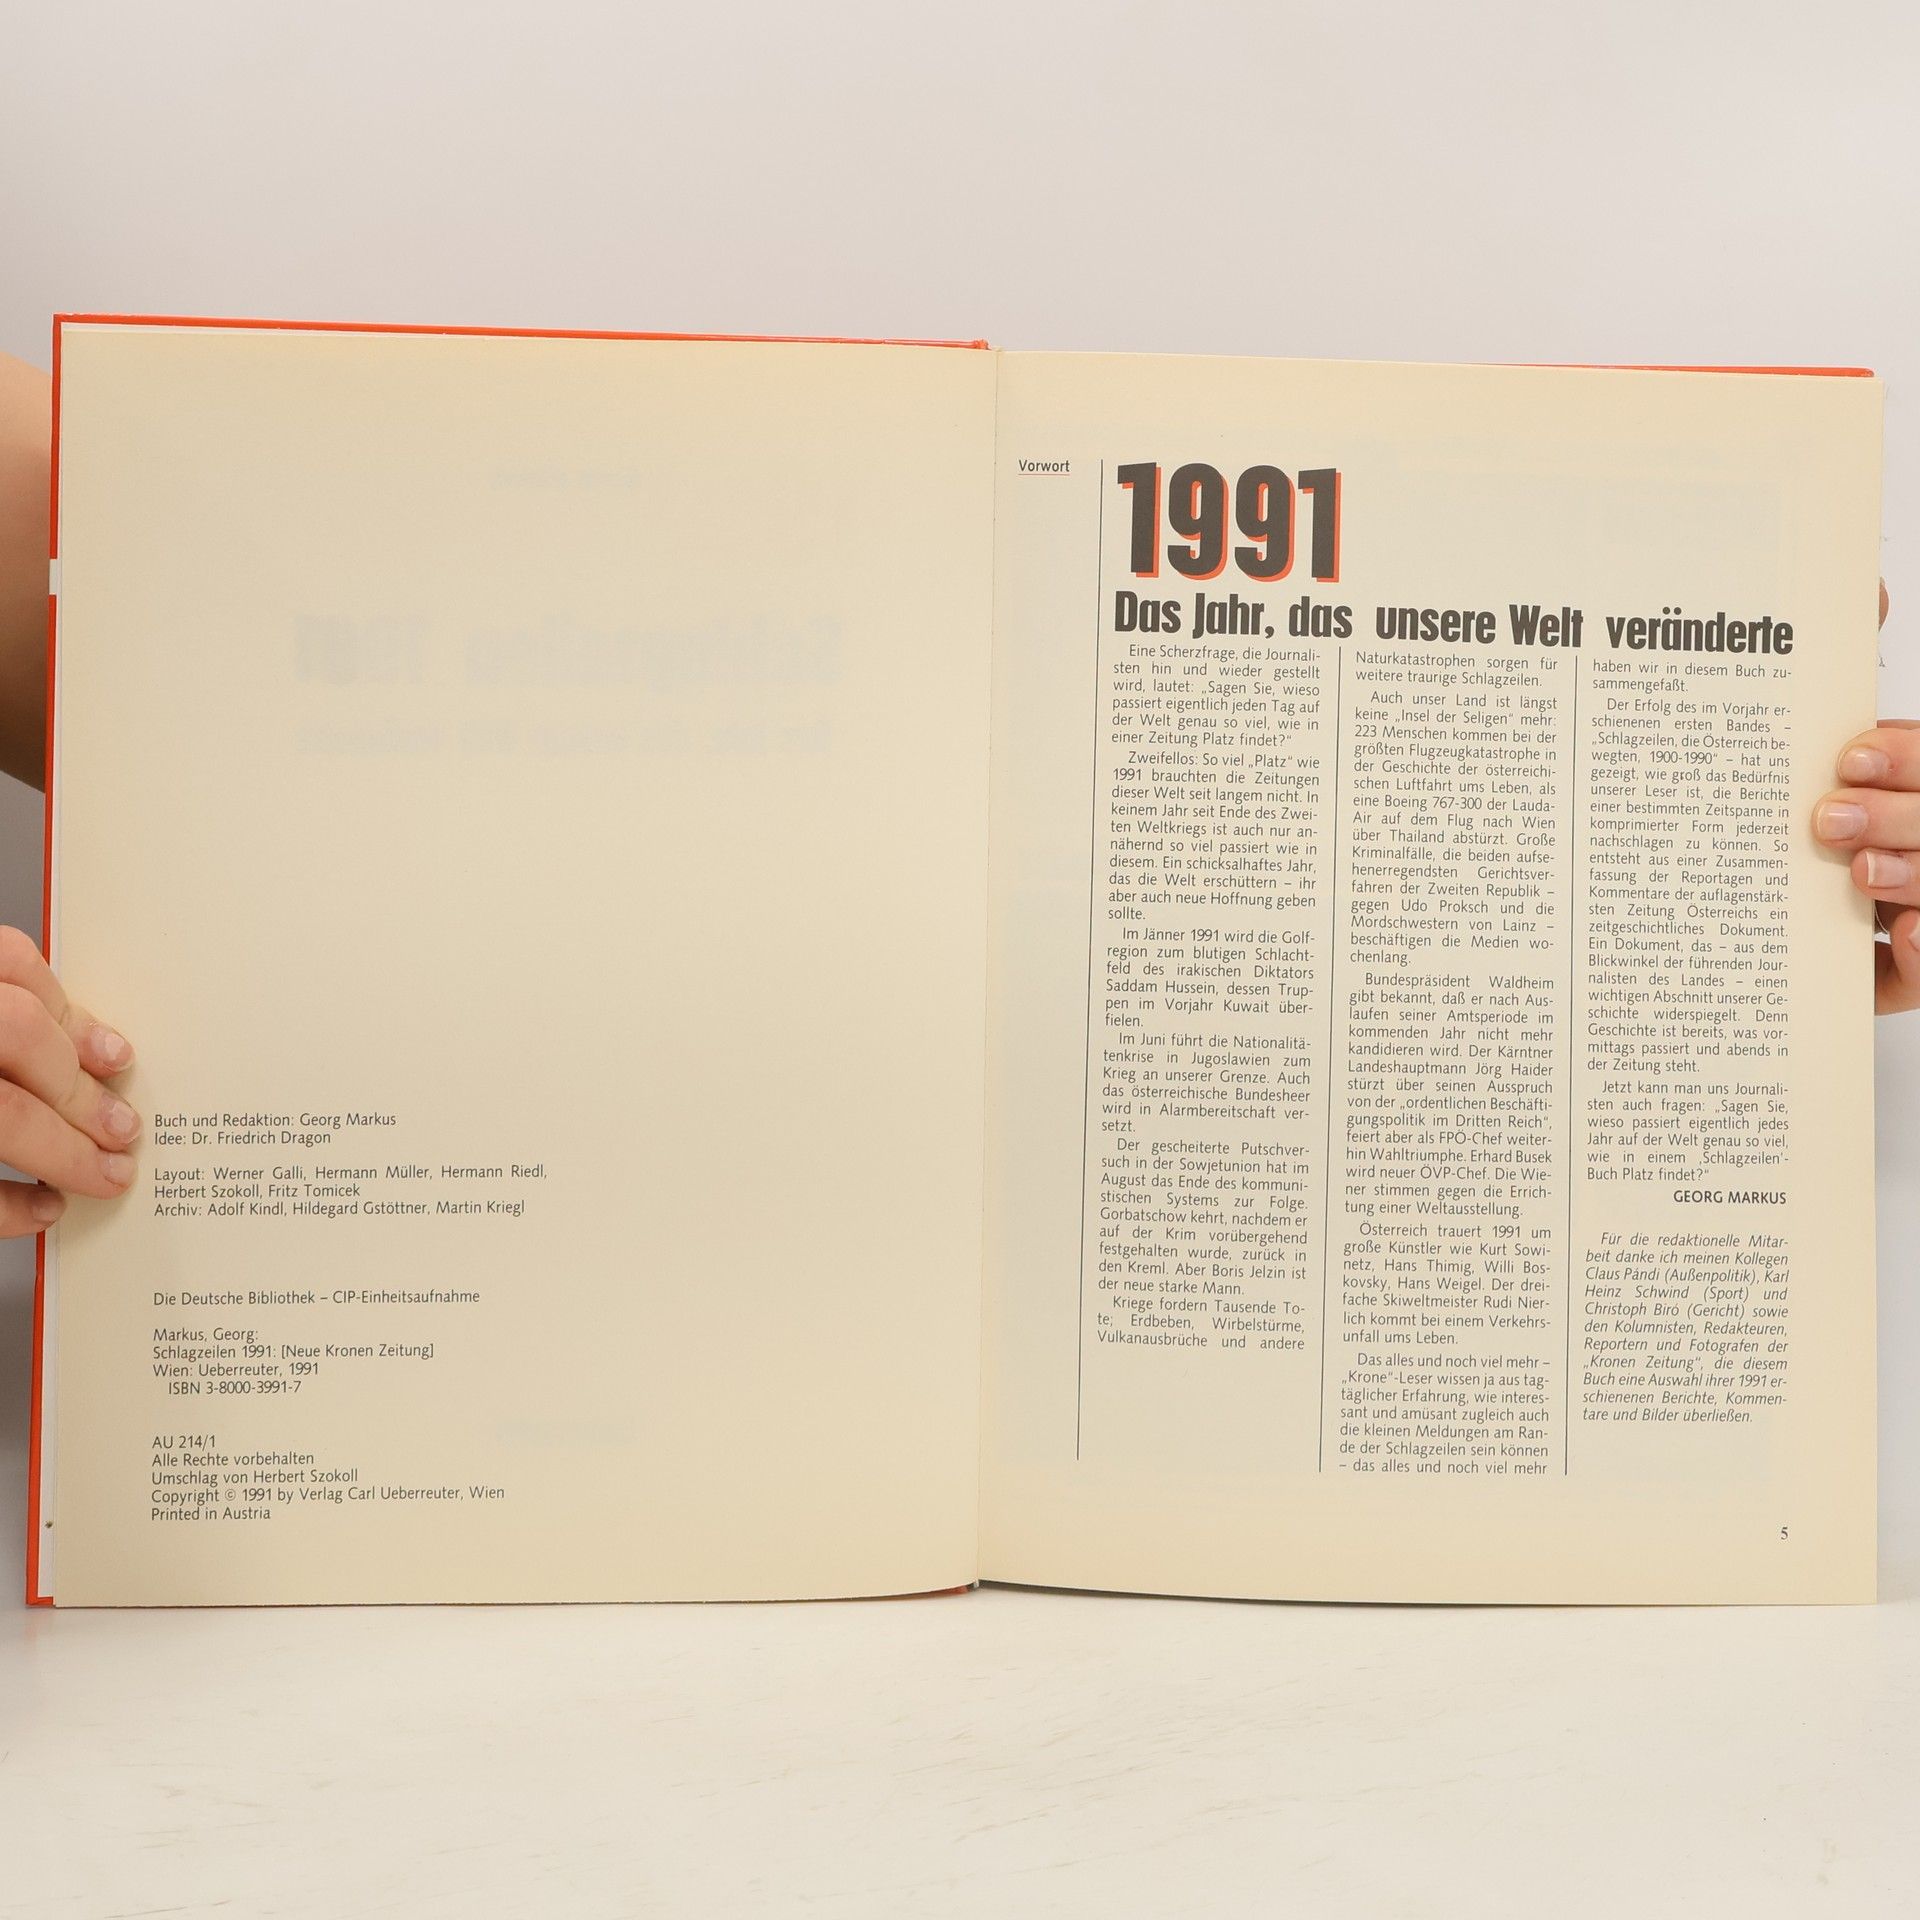 Buch und Redaktion: Georg Markus
Idee: Dr. Friedrich Dragon
Layout: Werner Galli, Hermann Müller, Hermann Riedl,
Herbert Szokoll, Fritz Tomicek
Archiv: Adolf Kindl, Hildegard Gstöttner, Martin Kriegl
Die Deutsche Bibliothek – CIP-Einheitsaufnahme
Markus, Georg:
Schlagzeilen 1991: [Neue Kronen Zeitung]
Wien: Ueberreuter, 1991
ISBN 3-8000-3991-7
AU 214/1
Alle Rechte vorbehalten
Umschlag von Herbert Szokoll
Copyright © 1991 by Verlag Carl Ueberreuter, Wien
Printed in Austria
Vorwort
1991
Das Jahr, das unsere Welt veränderte
Eine Scherzfrage, die Journali-
sten hin und wieder gestellt
wird, lautet: „Sagen Sie, wieso
passiert eigentlich jeden Tag auf
der Welt genau so viel, wie in
einer Zeitung Platz findet?"
Zweifellos: So viel „Platz" wie
1991 brauchten die Zeitungen
dieser Welt seit langem nicht. In
keinem Jahr seit Ende des Zwei-
ten Weltkriegs ist auch nur an-
nähernd so viel passiert wie in
diesem. Ein schicksalhaftes Jahr,
das die Welt erschüttern – ihr
aber auch neue Hoffnung geben
sollte.
Im Jänner 1991 wird die Golf-
region zum blutigen Schlacht-
feld des irakischen Diktators
Saddam Hussein, dessen Trup-
pen im Vorjahr Kuwait über-
fielen.
Im Juni führt die Nationalitä-
tenkrise in Jugoslawien zum
Krieg an unserer Grenze. Auch
das österreichische Bundesheer
wird in Alarmbereitschaft ver-
setzt.
Der gescheiterte Putschver-
such in der Sowjetunion hat im
August das Ende des kommuni-
stischen Systems zur Folge.
Gorbatschow kehrt, nachdem er
auf der Krim vorübergehend
festgehalten wurde, zurück in
den Kreml. Aber Boris Jelzin ist
der neue starke Mann.
Kriege fordern Tausende To-
te; Erdbeben, Wirbelstürme,
Vulkanausbrüche und andere
Naturkatastrophen sorgen für
weitere traurige Schlagzeilen.
Auch unser Land ist längst
keine „Insel der Seligen" mehr:
223 Menschen kommen bei der
größten Flugzeugkatastrophe in
der Geschichte der österreichi-
schen Luftfahrt ums Leben, als
eine Boeing 767-300 der Lauda-
Air auf dem Flug nach Wien
über Thailand abstürzt. Große
Kriminalfälle, die beiden aufse-
henerregendsten Gerichtsver-
fahren der Zweiten Republik –
gegen Udo Proksch und die
Mordschwestern von Lainz –
beschäftigen die Medien wo-
chenlang.
Bundespräsident Waldheim
gibt bekannt, daß er nach Aus-
laufen seiner Amtsperiode im
kommenden Jahr nicht mehr
kandidieren wird. Der Kärntner
Landeshauptmann Jörg Haider
stürzt über seinen Ausspruch
von der „ordentlichen Beschäfti-
gungspolitik im Dritten Reich",
feiert aber als FPÖ-Chef weiter-
hin Wahltriumphe. Erhard Busek
wird neuer ÖVP-Chef. Die Wie-
ner stimmen gegen die Errich-
tung einer Weltausstellung.
Österreich trauert 1991 um
große Künstler wie Kurt Sowi-
netz, Hans Thimig, Willi Bos-
kovsky, Hans Weigel. Der drei-
fache Skiweltmeister Rudi Nier-
lich kommt bei einem Verkehrs-
unfall ums Leben.
Das alles und noch viel mehr –
„Krone"-Leser wissen ja aus tag-
täglicher Erfahrung, wie interes-
sant und amüsant zugleich auch
die kleinen Meldungen am Ran-
de der Schlagzeilen sein können
– das alles und noch viel mehr
haben wir in diesem Buch zu-
sammengefaßt.
Der Erfolg des im Vorjahr er-
schienenen ersten Bandes –
„Schlagzeilen, die Österreich be-
wegten, 1900-1990" – hat uns
gezeigt, wie groß das Bedürfnis
unserer Leser ist, die Berichte
einer bestimmten Zeitspanne in
komprimierter Form jederzeit
nachschlagen zu können. So
entsteht aus einer Zusammen-
fassung der Reportagen und
Kommentare der auflagenstärk-
sten Zeitung Österreichs ein
zeitgeschichtliches Dokument.
Ein Dokument, das – aus dem
Blickwinkel der führenden Jour-
nalisten des Landes – einen
wichtigen Abschnitt unserer Ge-
schichte widerspiegelt. Denn
Geschichte ist bereits, was vor-
mittags passiert und abends in
der Zeitung steht.
Jetzt kann man uns Journali-
sten auch fragen: „Sagen Sie,
wieso passiert eigentlich jedes
Jahr auf der Welt genau so viel,
wie in einem ‚Schlagzeilen'-
Buch Platz findet?"
GEORG MARKUS
Für die redaktionelle Mitar-
beit danke ich meinen Kollegen
Claus Pándi (Außenpolitik), Karl
Heinz Schwind (Sport) und
Christoph Biró (Gericht) sowie
den Kolumnisten, Redakteuren,
Reportern und Fotografen der
„Kronen Zeitung", die diesem
Buch eine Auswahl ihrer 1991 er-
schienenen Berichte, Kommen-
tare und Bilder überließen.
5